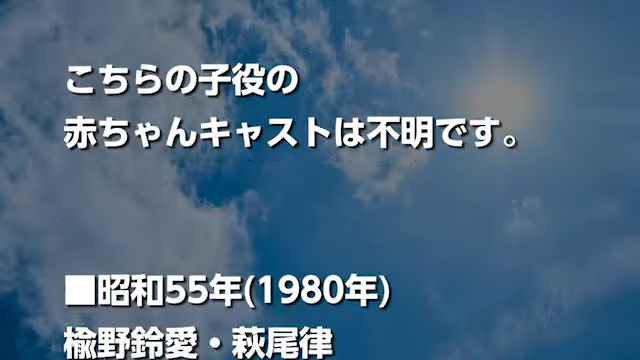 こちらの子役の
赤ちゃんキャストは不明です。
■昭和55年(1980年)
楡野鈴愛・萩尾律